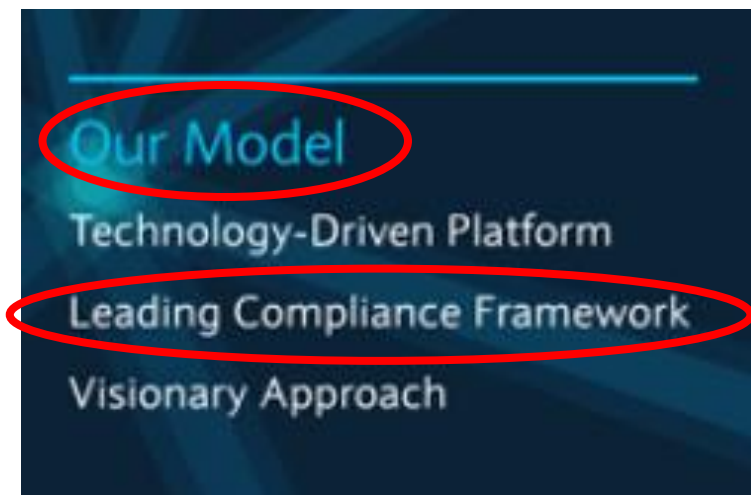 Our Model
Technology-Driven Platform
Leading Compliance Framework
Visionary Approach